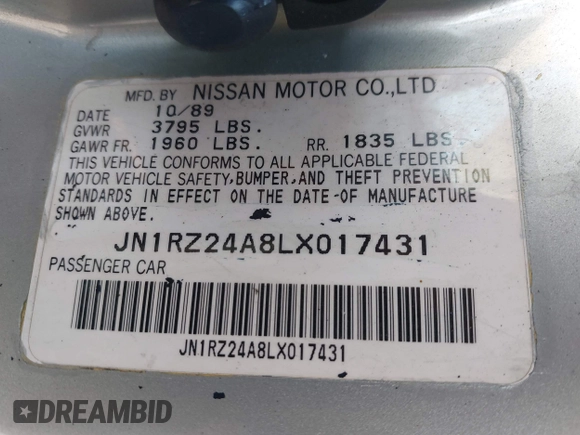 MFD. BY NISSAN MOTOR CO.,LTD
DATE 10/89
GVWR 3795 LBS.
GAWR FR. 1960 LBS. RR. 1835 LBS.
THIS VEHICLE CONFORMS TO ALL APPLICABLE FEDERAL
MOTOR VEHICLE SAFETY, BUMPER, AND THEFT PREVENTION
STANDARDS IN EFFECT ON THE DATE OF MANUFACTURE
SHOWN ABOVE.
JN1RZ24A8LX017431
PASSENGER CAR
JN1RZ24A8LX017431
DREAMBID